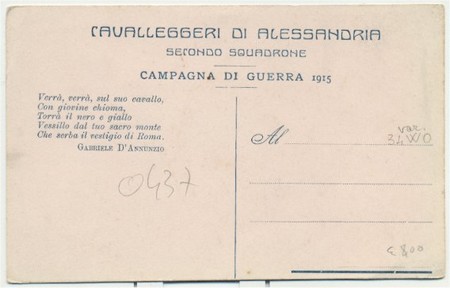 CAVALLEGGERI DI ALESSANDRIA
SECONDO SQUADRONE
CAMPAGNA DI GUERRA 1915
Verrà, verrà, sul suo cavallo,
Con giovine chioma,
Torrà il nero e giallo
Vessillo dal tuo sacro monte
Che serba il vestigio di Roma.
GABRIELE D'ANNUNZIO
0437
Al